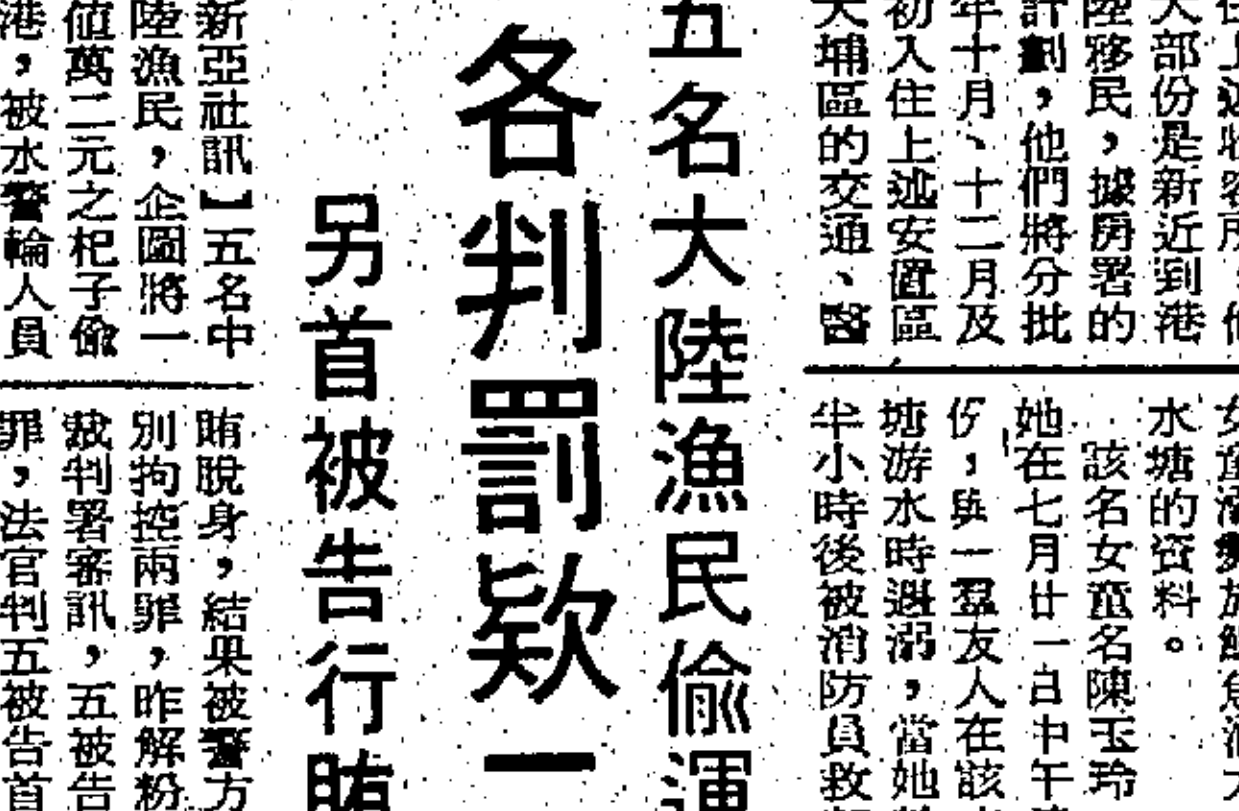 大部份是新近到港
陸移民，據房署的
計劃，他們將分批
年十月、十二月及
初入住上述安置區
大埔區的交通、醫
水塘的資料。
該名女童名陳玉玲
她在七月廿一日中午
仔，與一羣友人在該
塘游水時遇溺，當她
半小時後被消防員救
五名大陸漁民偷運
各判罰欵一
另首被告行賄
新亞社訊】五名中
陸漁民，企圖將一
值萬二元之杞子偷
港，被水警輪人員
賄脫身，結果被警方
別拘控兩罪，昨解粉
裁判署審訊，五被告
罪，法官判五被告首